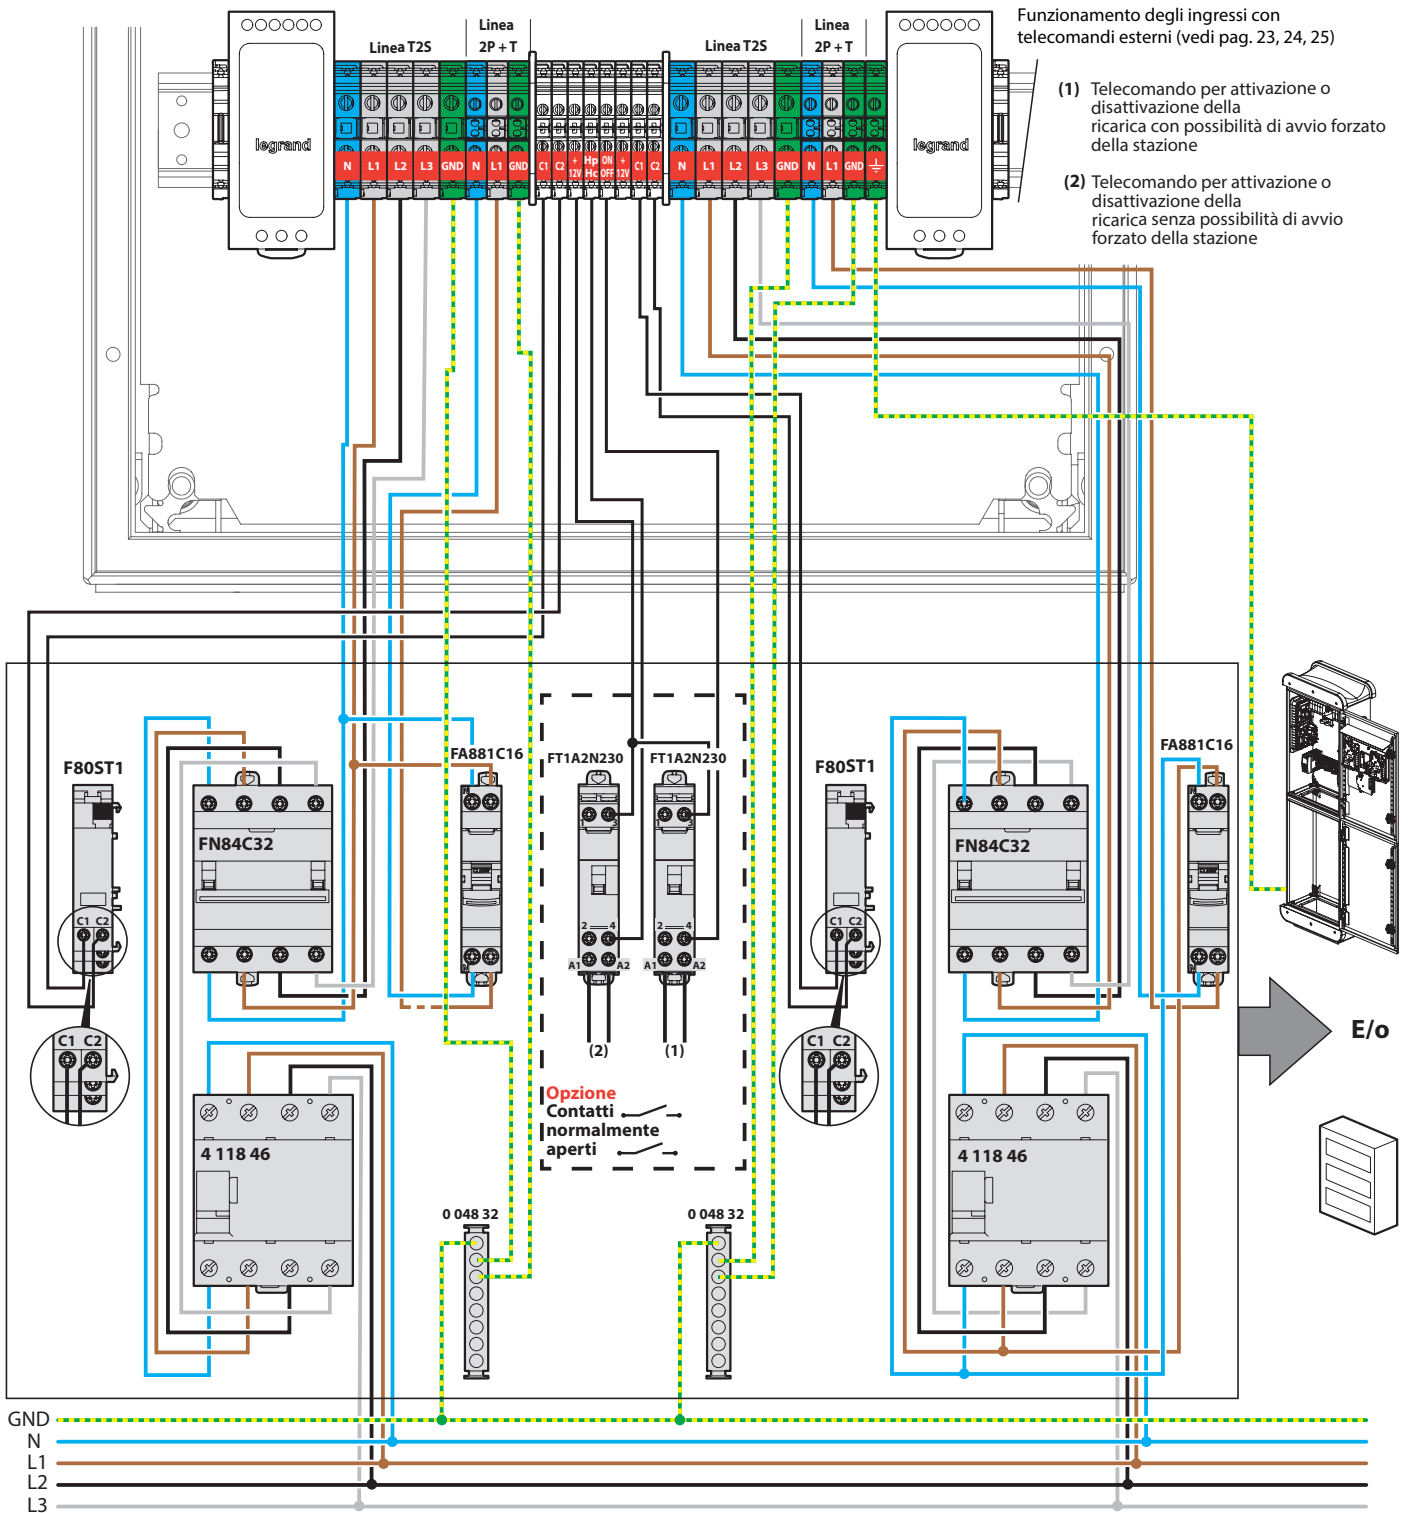 Funzionamento degli ingressi con
telecomandi esterni (vedi pag. 23, 24, 25)
(1) Telecomando per attivazione o
disattivazione della
ricarica con possibilità di avvio forzato
della stazione
(2) Telecomando per attivazione o
disattivazione della
ricarica senza possibilità di avvio
forzato della stazione
Linea T2S
Linea
2P + T
Linea T2S
Linea
2P + T
legrand
legrand
N L1 L2 L3 GND N L1 GND C1 C2 + 12V Hp Hc ON OFF + 12V C1 C2 N L1 L2 L3 GND N L1 GND
F80ST1
FN84C32
FA881C16
FT1A2N230
FT1A2N230
F80ST1
FN84C32
FA881C16
N
N
1 3
1 3
C1 C2
2 4
2 4
C1 C2
A1 A2
A1 A2
N
N
C1 C2
(2)
(1)
C1 C2
E/o
Opzione
Contatti
normalmente
aperti
4 118 46
4 118 46
0 048 32
0 048 32
GND
N
L1
L2
L3